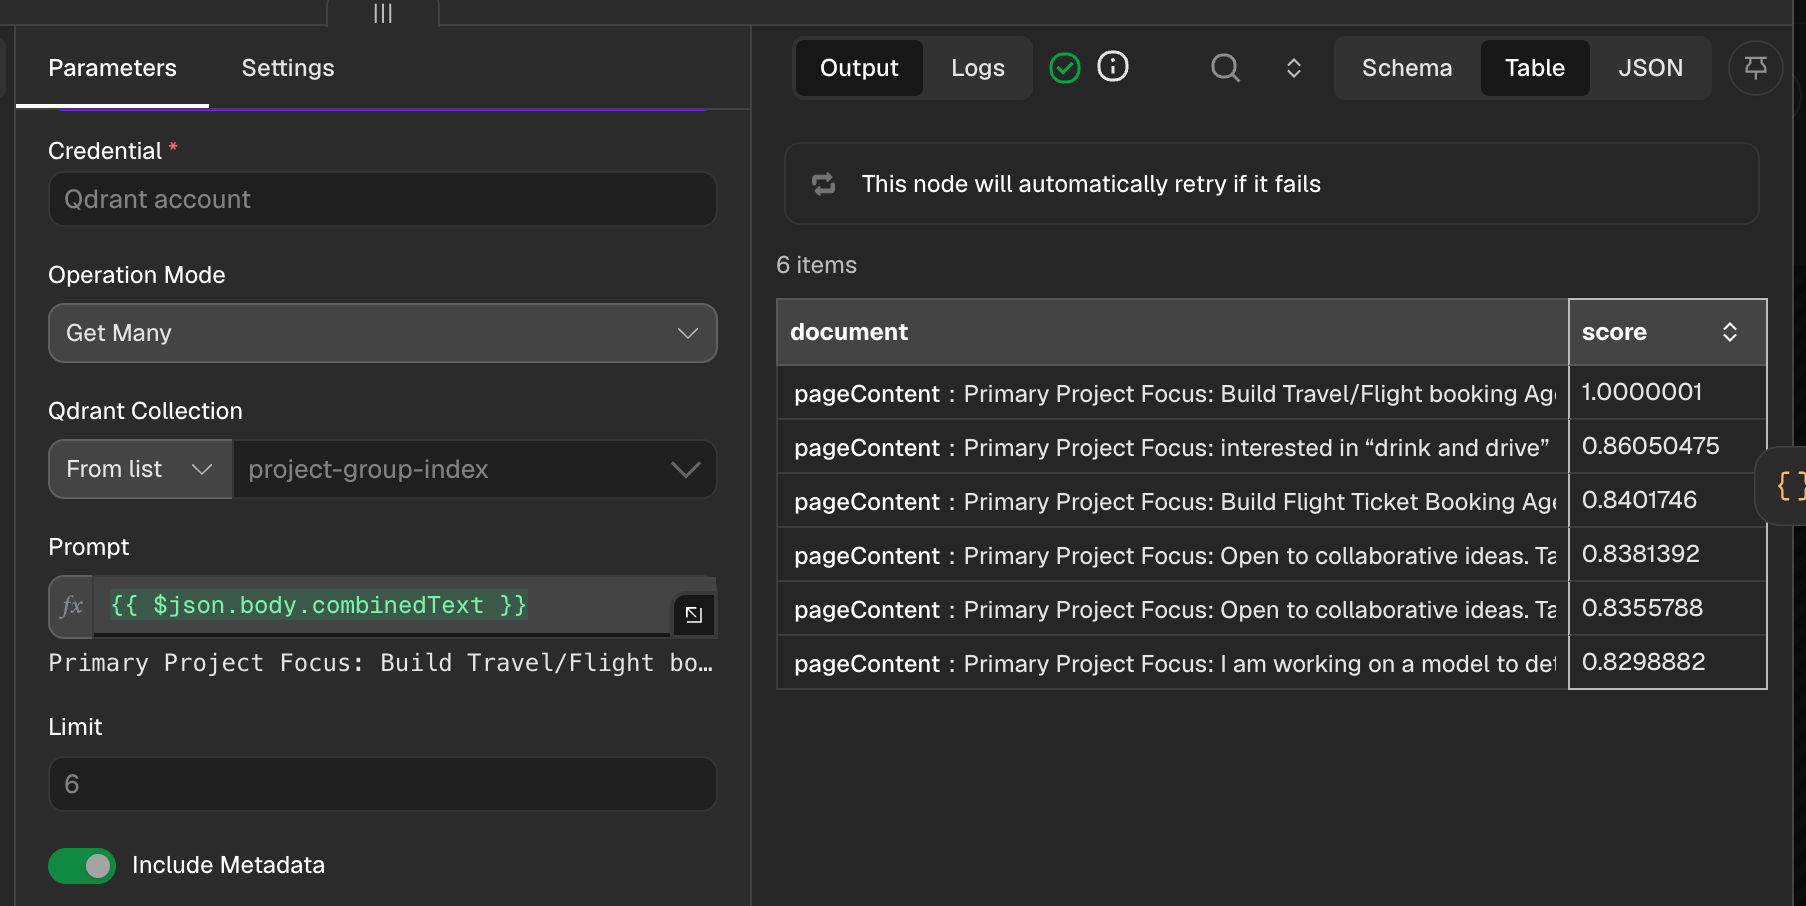 Parameters
Settings
Credential *
Qdrant account
Operation Mode
Get Many
Qdrant Collection
From list
project-group-index
Prompt
fx
{{ $json.body.combinedText }}
Primary Project Focus: Build Travel/Flight bo…
Limit
6
Include Metadata
Output
Logs
Schema
Table
JSON
This node will automatically retry if it fails
6 items
document score
pageContent : Primary Project Focus: Build Travel/Flight booking Age 1.0000001
pageContent : Primary Project Focus: interested in “drink and drive” 0.86050475
pageContent : Primary Project Focus: Build Flight Ticket Booking Age 0.8401746
pageContent : Primary Project Focus: Open to collaborative ideas. Ta 0.8381392
pageContent : Primary Project Focus: Open to collaborative ideas. Ta 0.8355788
pageContent : Primary Project Focus: I am working on a model to det 0.8298882
{}